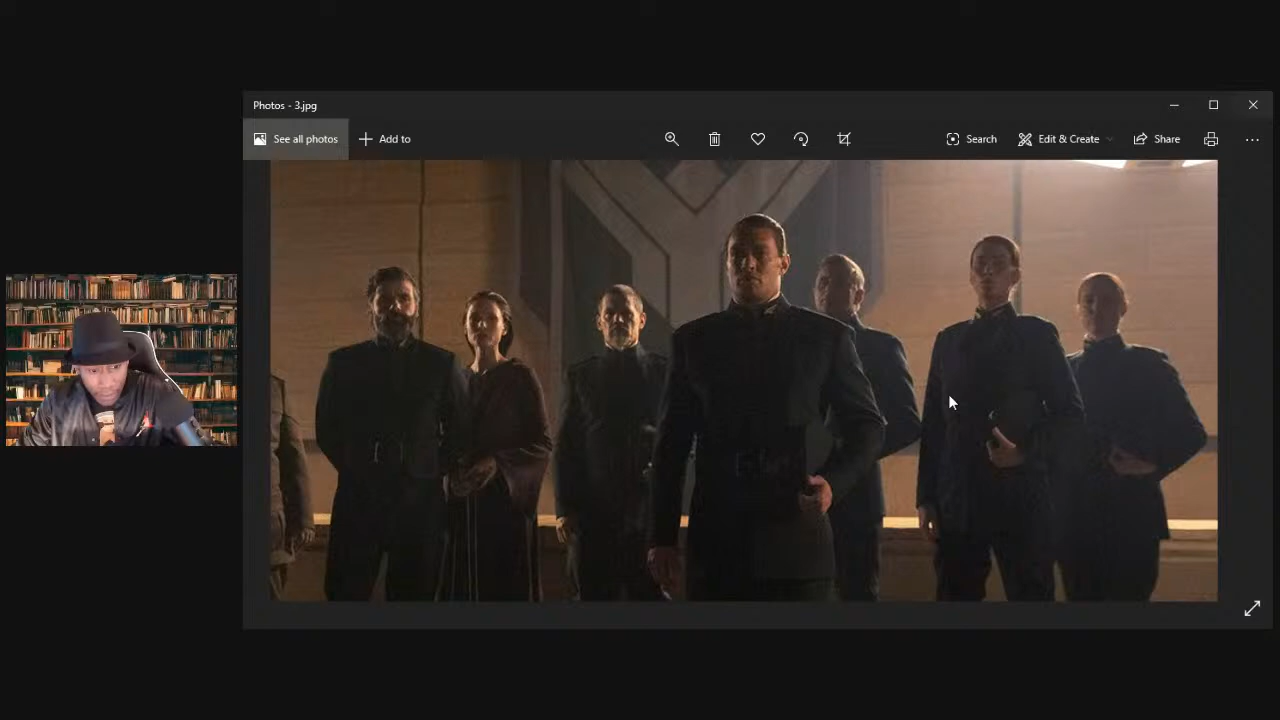 Photos - 3.jpg
See all photos
Add to
Search
Edit & Create
Share